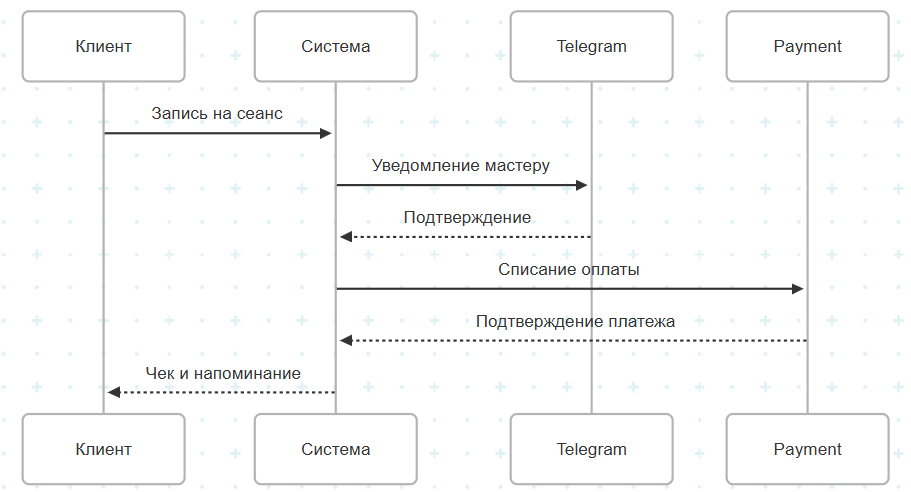 Клиент
Система
Telegram
Payment
Запись на сеанс
Уведомление мастеру
Подтверждение
Списание оплаты
Подтверждение платежа
Чек и напоминание
Клиент
Система
Telegram
Payment